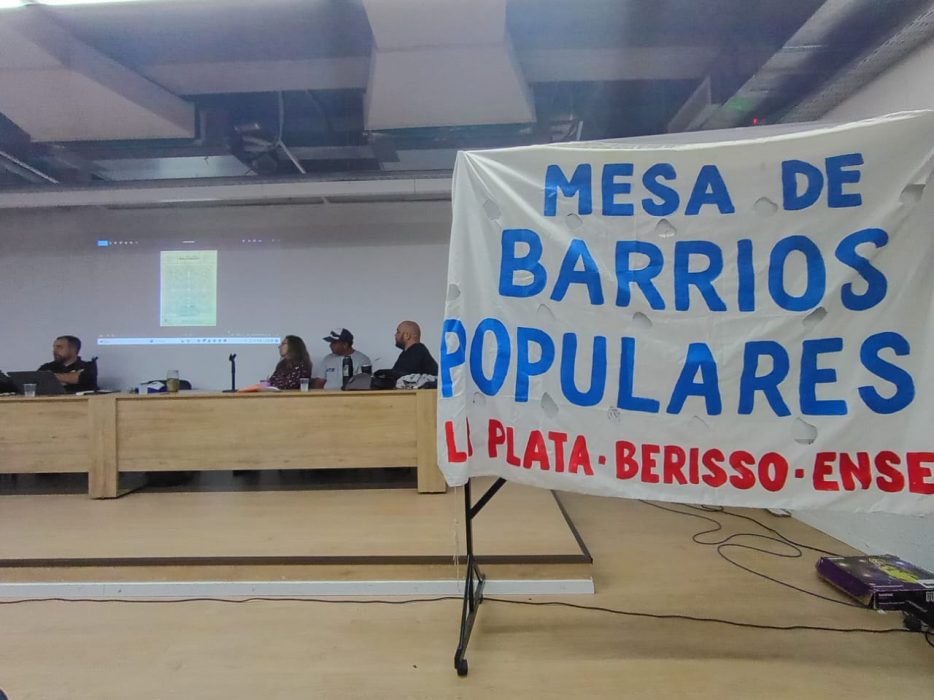 MESA DE
BARRIOS
POPULARES
LA PLATA · BERISSO · ENSE